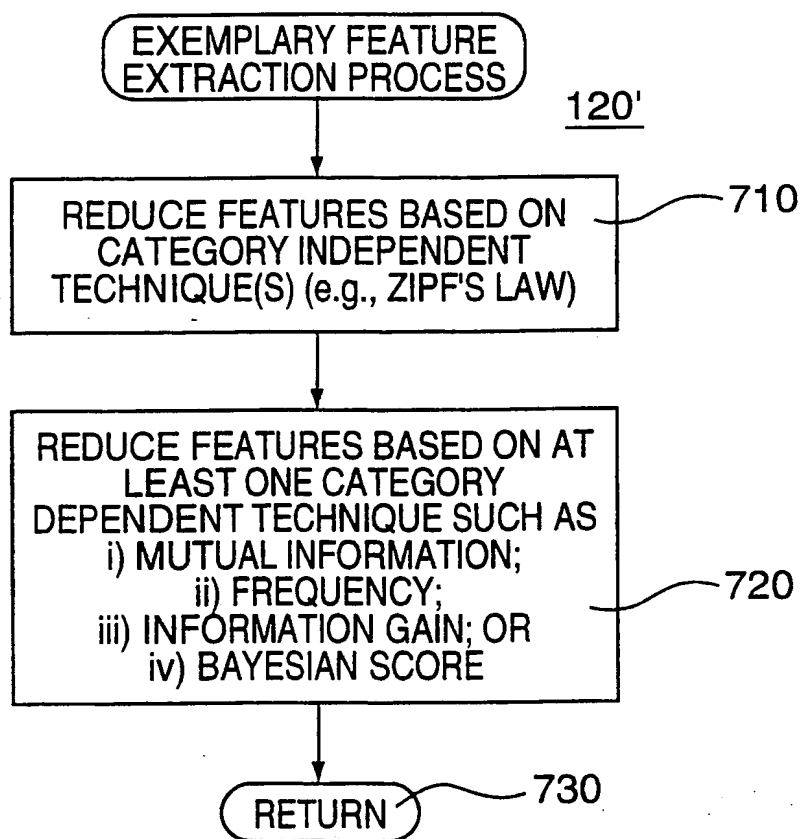 EXEMPLARY FEATURE
EXTRACTION PROCESS
120'
REDUCE FEATURES BASED ON
CATEGORY INDEPENDENT
TECHNIQUE(S) (e.g., ZIPF'S LAW)
710
REDUCE FEATURES BASED ON AT
LEAST ONE CATEGORY
DEPENDENT TECHNIQUE SUCH AS
i) MUTUAL INFORMATION;
ii) FREQUENCY;
iii) INFORMATION GAIN; OR
iv) BAYESIAN SCORE
720
RETURN
730